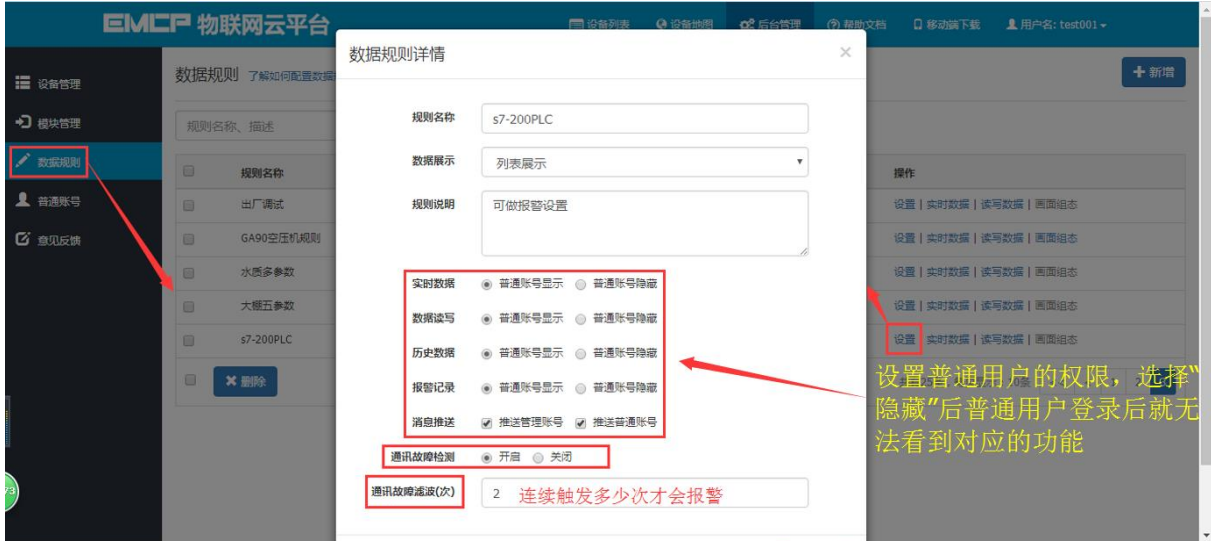 EMCP 物联网云平台
设备列表 设备地图 后台管理 帮助文档 移动端下载 用户名: test001
数据规则详情 ×
设备管理
数据规则 了解如何配置数据
新增
模块管理
规则名称、描述
规则名称 s7-200PLC
数据规则
数据展示 列表展示
规则名称
操作
普通账号
规则说明 可做报警设置
出厂调试
设置 | 实时数据 | 读写数据 | 画面组态
意见反馈
GA90空压机规则
设置 | 实时数据 | 读写数据 | 画面组态
水质多参数
设置 | 实时数据 | 读写数据 | 画面组态
实时数据 普通账号显示 普通账号隐藏
大棚五参数
设置 | 实时数据 | 读写数据 | 画面组态
数据读写 普通账号显示 普通账号隐藏
s7-200PLC
设置 实时数据 | 读写数据 | 画面组态
历史数据 普通账号显示 普通账号隐藏
删除
报警记录 普通账号显示 普通账号隐藏
消息推送 推送管理账号 推送普通账号
设置普通用户的权限，选择“
隐藏”后普通用户登录后就无
法看到对应的功能
通讯故障检测 开启 关闭
通讯故障滤波(次) 2 连续触发多少次才会报警
73